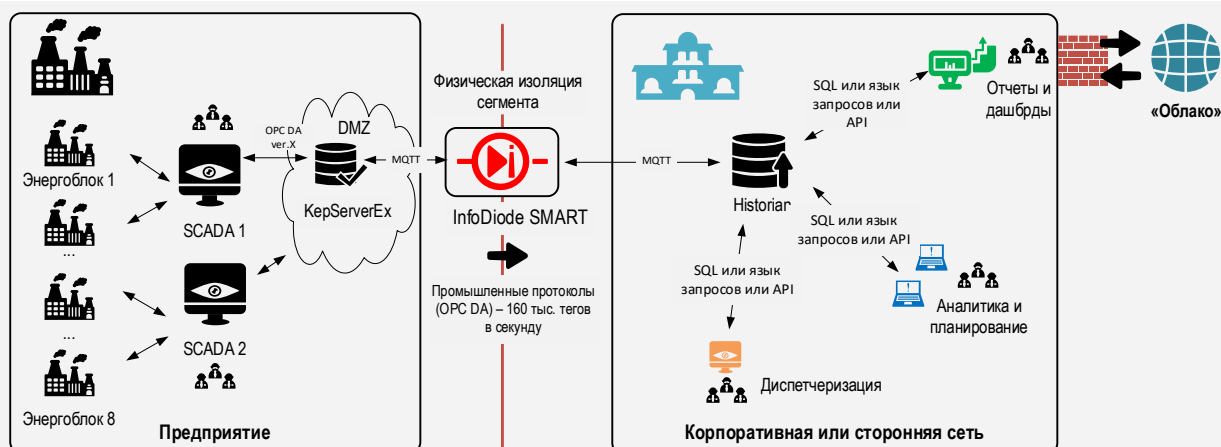 Энергоблок 1
...
...
Энергоблок 8
SCADA 1
SCADA 2
OPC DA
ver.X
DMZ
KepServerEx
MQTT
Предприятие
Физическая изоляция
сегмента
InfoDiode SMART
Промышленные протоколы
(OPC DA) – 160 тыс. тегов
в секунду
MQTT
Historian
SQL или язык
запросов или
API
Отчеты и
дашбрды
SQL или язык
запросов или API
Аналитика и
планирование
SQL или язык
запросов или API
Диспетчеризация
Корпоративная или сторонняя сеть
«Облако»